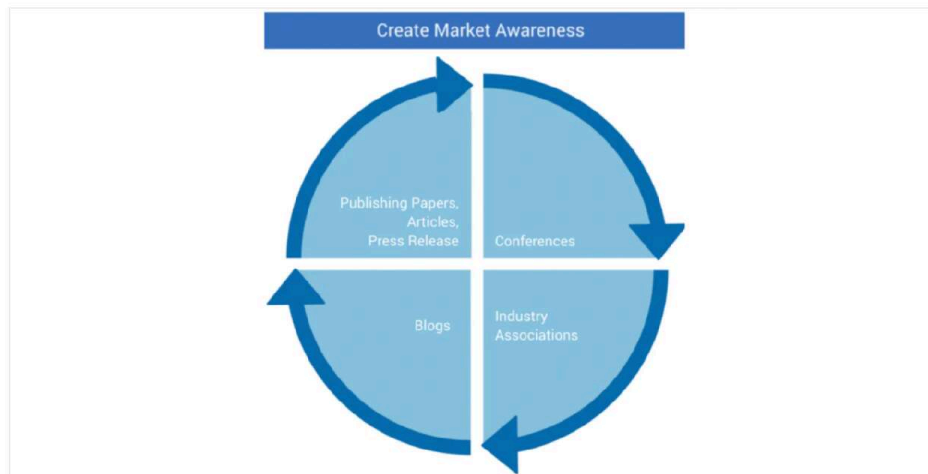 Create Market Awareness
Publishing Papers,
Articles,
Press Release
Conferences
Blogs
Industry
Associations